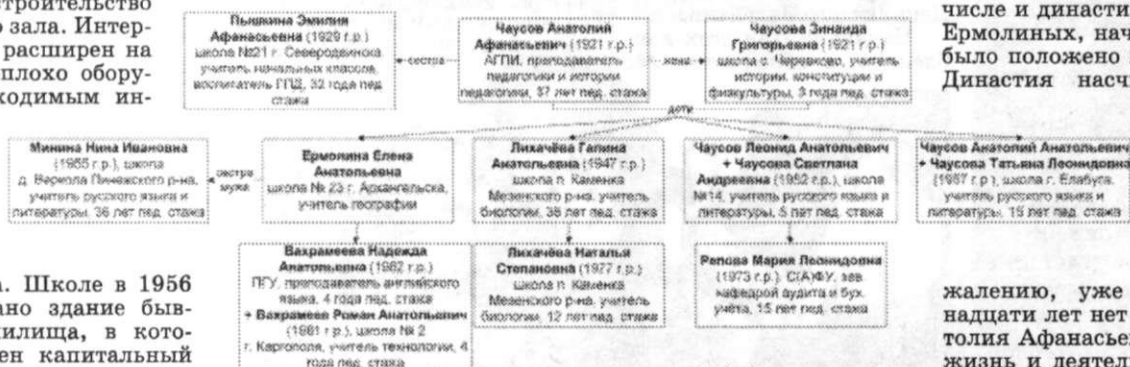 строительство
о зала. Интер-
расширен на
плохо обору-
ходимым ин-
Пышкина Эмилия
Афанасьевна (1929 г.р.)
школа №21 г. Северодвинска
учитель начальных классов,
воспитатель ГПД, 32 года пед.
стажа
сестра
Чаусов Анатолий
Афанасьевич (1921 г.р.)
АГПИ, преподаватель
педагогики и истории
педагогики, 37 лет пед. стажа
жена
Чаусова Зинаида
Григорьевна (1921 г.р.)
школа с. Черевково, учитель
истории, конституции и
физкультуры, 3 года пед. стажа
числе и династи
Ермолиных, нач
было положено
Династия насч
дети
Минина Нина Ивановна
(1955 г.р.), школа
д. Веркола Пинежского р-на,
учитель русского языка и
литературы, 36 лет пед. стажа
сестра
мужа
Ермолина Елена
Анатольевна
школа № 23 г. Архангельска,
учитель географии
Лихачёва Галина
Анатольевна (1947 г.р.)
школа п. Каменка
Мезенского р-на, учитель
биологии, 36 лет пед. стажа
Чаусов Леонид Анатольевич
+ Чаусова Светлана
Андреевна (1952 г.р.), школа
№14, учитель русского языка и
литературы, 5 лет пед. стажа
Чаусов Анатолий Анатольевич
+ Чаусова Татьяна Леонидовна
(1957 г.р.), школа г. Елабуга,
учитель русского языка и
литературы, 15 лет пед. стажа
Вахрамеева Надежда
Анатольевна (1982 г.р.)
ПГУ, преподаватель английского
языка, 4 года пед. стажа
+ Вахрамеев Роман Анатольевич
(1981 г.р.), школа № 2
г. Каргополя, учитель технологии, 4
года пед. стажа
Лихачёва Наталья
Степановна (1977 г.р.)
школа п. Каменка
Мезенского р-на, учитель
биологии, 12 лет пед. стажа
Репова Мария Леонидовна
(1973 г.р.), С(А)ФУ, зав.
кафедрой аудита и бух.
учёта, 15 лет пед. стажа
а. Школе в 1956
ано здание быв-
илища, в кото-
ен капитальный
жалению, уже
надцати лет нет
толия Афанасьев
жизнь и деятель